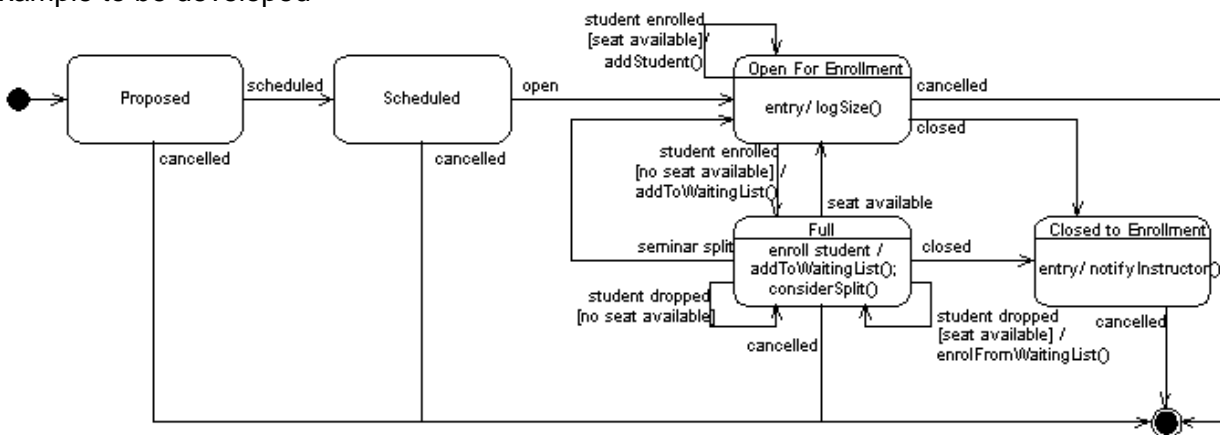 xample to be developed
student enrolled
[seat available] /
addStudent()
Open For Enrollment
entry/ logSize()
Proposed
scheduled
Scheduled
open
cancelled
closed
cancelled
cancelled
student enrolled
[no seat available] /
addToWaitingList()
seat available
Full
enroll student /
addToWaitingList();
considerSplit()
seminar split
closed
Closed to Enrollment
entry/ notifyInstructor()
student dropped
[no seat available]
cancelled
student dropped
[seat available] /
enrolFromWaitingList()
cancelled